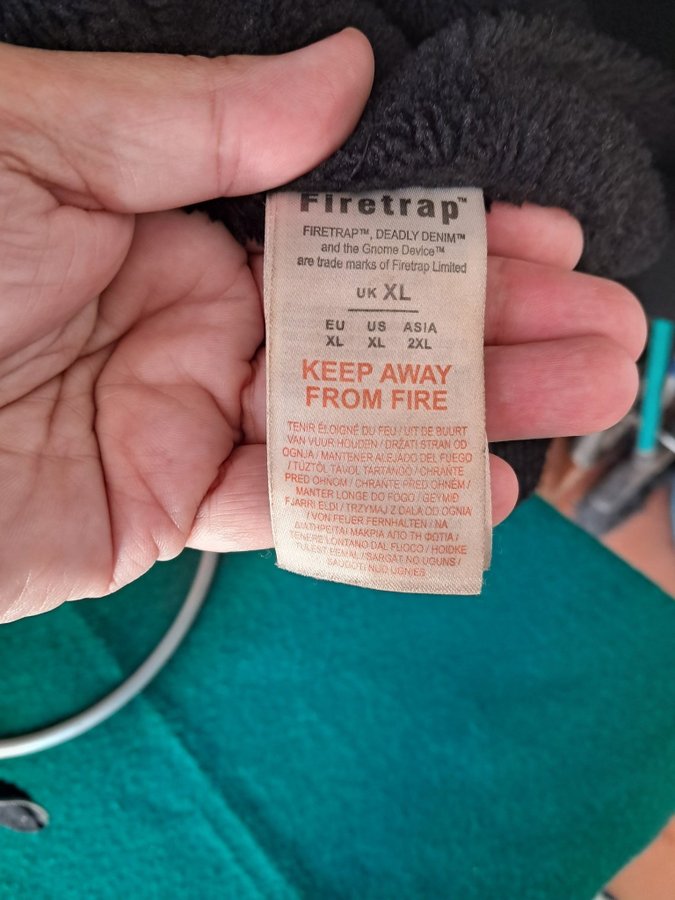 Firetrap™
FIRETRAP™, DEADLY DENIM™
and the Gnome Device™
are trade marks of Firetrap Limited
UK XL
EU US ASIA
XL XL 2XL
KEEP AWAY
FROM FIRE
TENIR ÉLOIGNÉ DU FEU / UIT DE BUURT
VAN VUUR HOUDEN / DRŽATI STRAN OD
OGNJA / MANTENER ALEJADO DEL FUEGO
/ TŰZTŐL TÁVOL TARTANDÓ / CHRAŇTE
PRED OHŇOM / CHRAŇTE PŘED OHNĚM /
MANTER LONGE DO FOGO / GEYMIÐ
FJARRI ELDI / TRZYMAJ Z DALA OD OGNIA
/ VON FEUER FERNHALTEN / ΝΑ
ΔΙΑΤΗΡΕΙΤΑΙ ΜΑΚΡΙΑ ΑΠΟ ΤΗ ΦΩΤΙΑ /
TENERE LONTANO DAL FUOCO / HOIDKE
TULEST EEMAL / SARGĀT NO UGUNS /
SAUGOTI NUO UGNIES